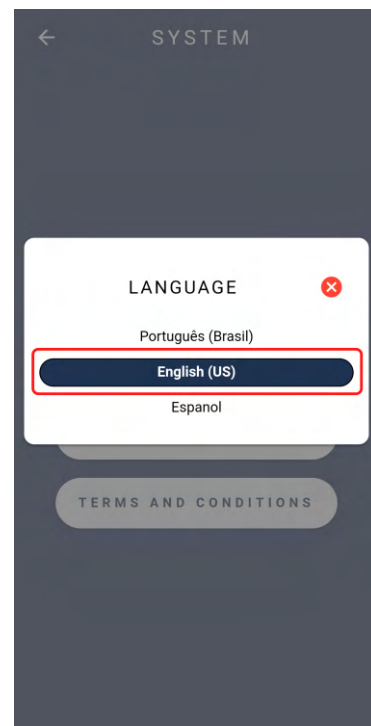 SYSTEM
LANGUAGE
Português (Brasil)
English (US)
Espanol
TERMS AND CONDITIONS